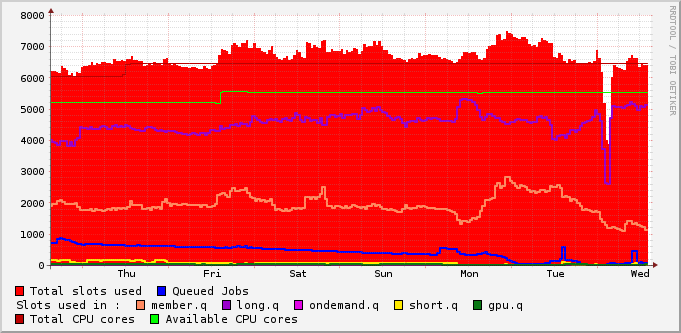 8000
7000
6000
5000
4000
3000
2000
1000
0
Thu Fri Sat Sun Mon Tue Wed
RRDTOOL / TOBI OETIKER
Total slots used Queued Jobs
Slots used in : member.q long.q ondemand.q short.q gpu.q
Total CPU cores Available CPU cores